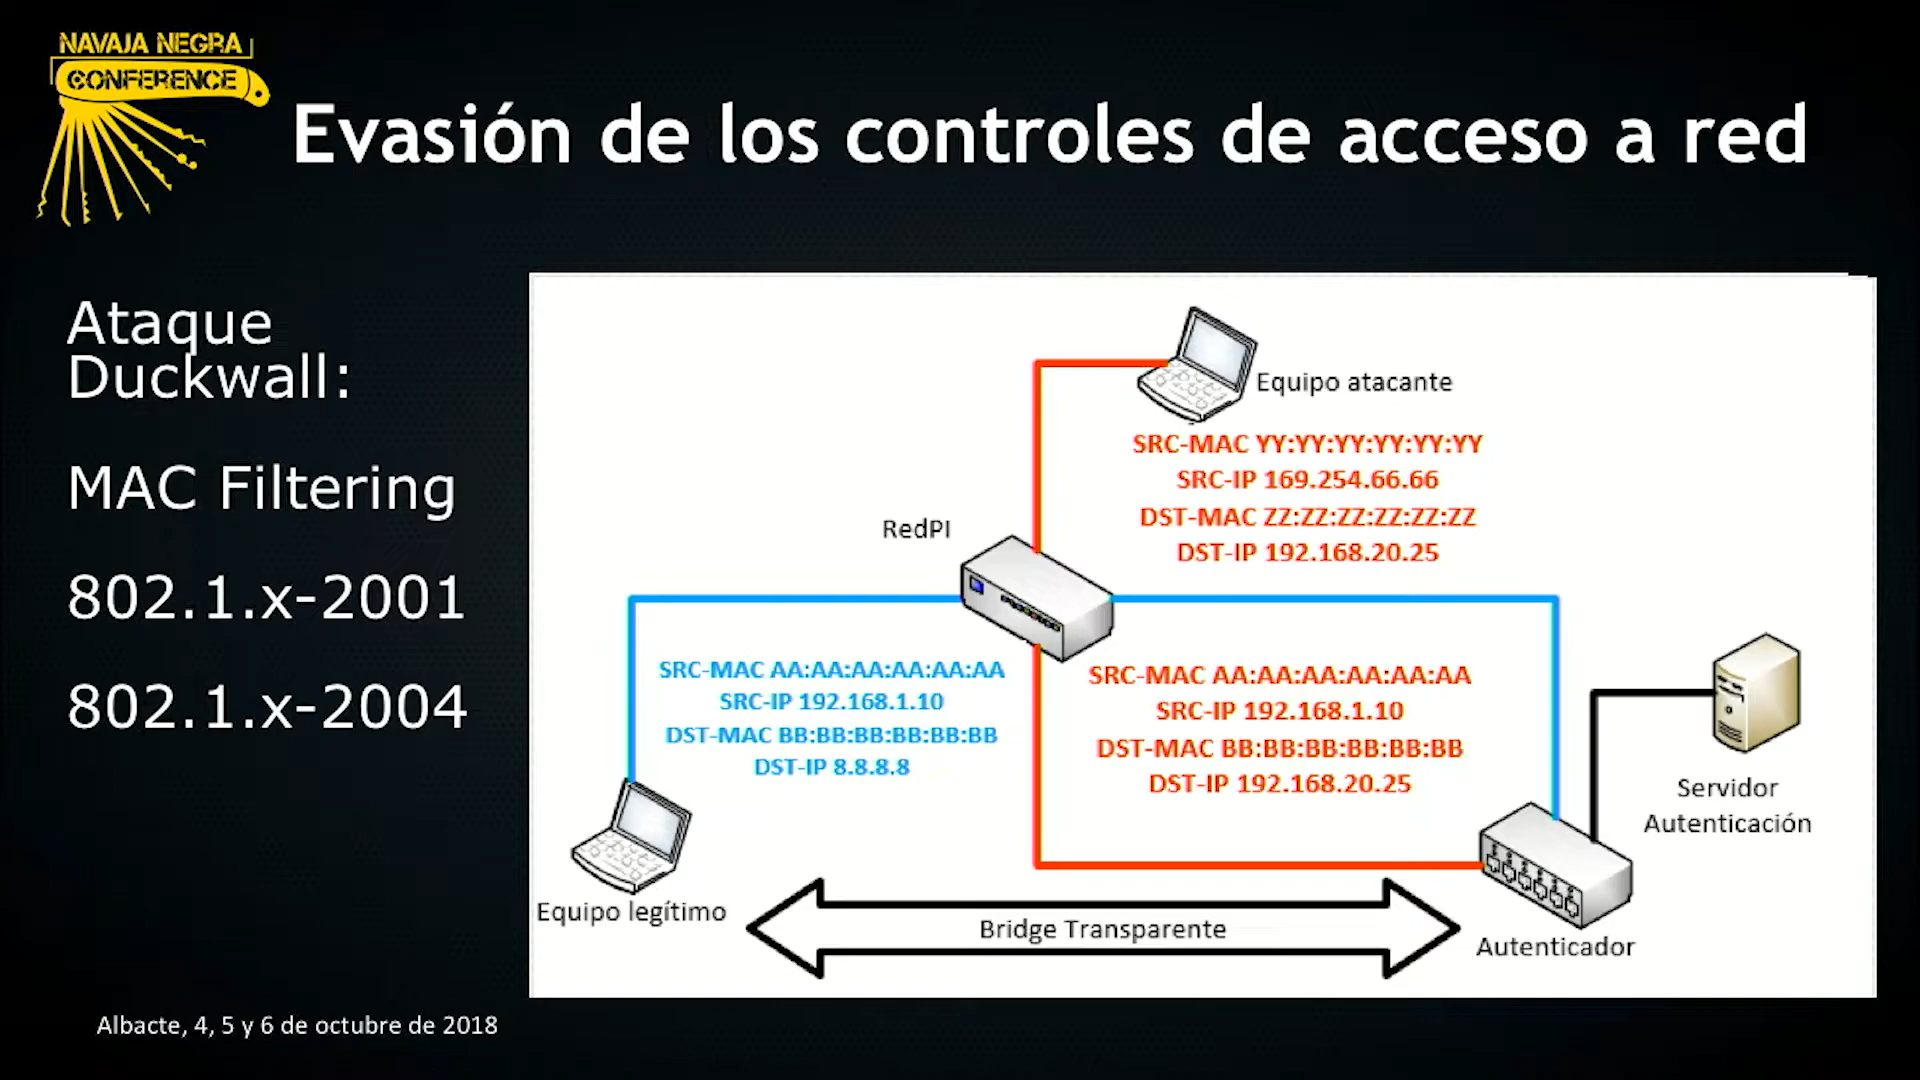 NAVAJA NEGRA
CONFERENCE
Evasión de los controles de acceso a red
Ataque
Duckwall:
MAC Filtering
802.1.x-2001
802.1.x-2004
Equipo atacante
SRC-MAC YY:YY:YY:YY:YY:YY
SRC-IP 169.254.66.66
DST-MAC ZZ:ZZ:ZZ:ZZ:ZZ:ZZ
DST-IP 192.168.20.25
RedPI
SRC-MAC AA:AA:AA:AA:AA:AA
SRC-IP 192.168.1.10
DST-MAC BB:BB:BB:BB:BB:BB
DST-IP 8.8.8.8
SRC-MAC AA:AA:AA:AA:AA:AA
SRC-IP 192.168.1.10
DST-MAC BB:BB:BB:BB:BB:BB
DST-IP 192.168.20.25
Servidor
Autenticación
Equipo legítimo
Bridge Transparente
Autenticador
Albacte, 4, 5 y 6 de octubre de 2018